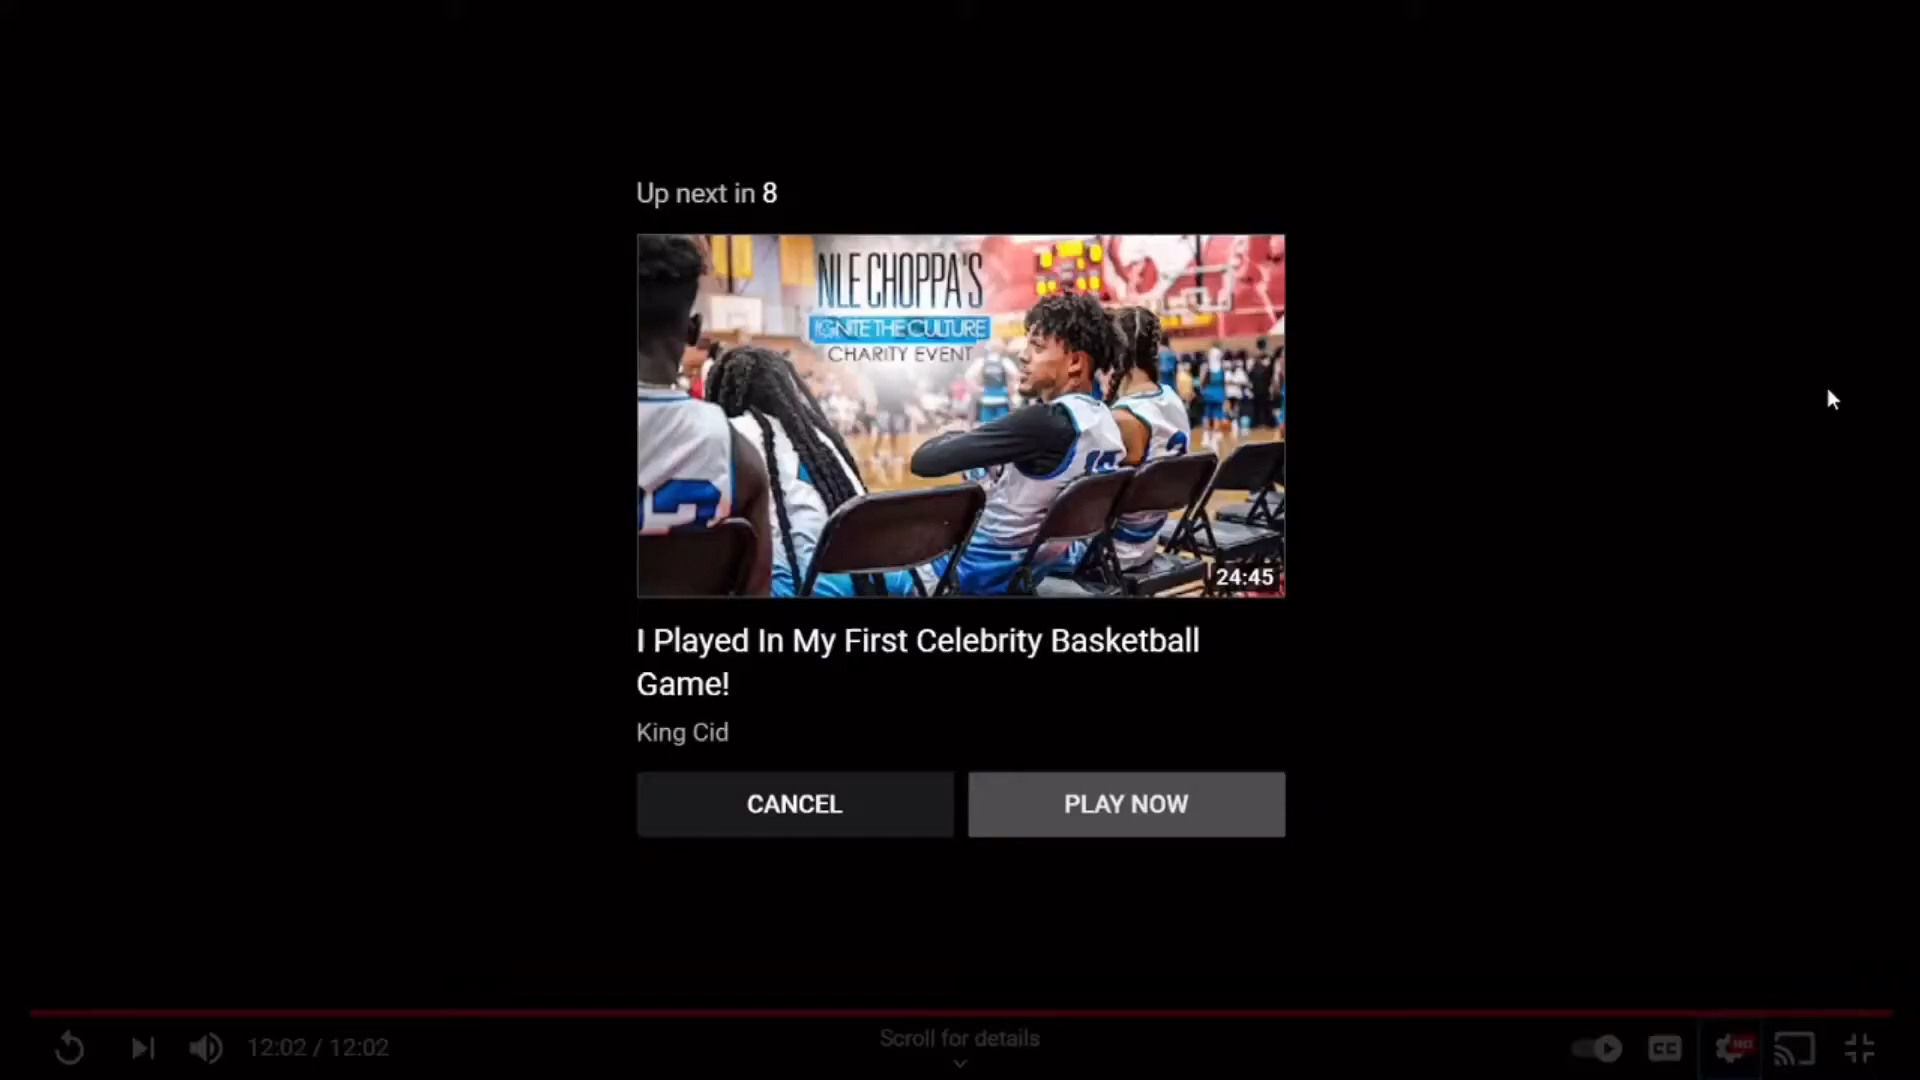 Up next in 8
NLE CHOPPA'S
IGNITE THE CULTURE
CHARITY EVENT
24:45
I Played In My First Celebrity Basketball
Game!
King Cid
CANCEL
PLAY NOW
12:02 / 12:02
Scroll for details
CC